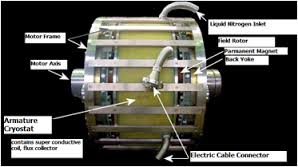 Liquid Nitrogen Inlet
Motor Frame
Field Rotor
Parmanent Magnet
Back Yoke
Motor Axis
Armature
Cryostat
contains super conductive
coil, flux collector
Electric Cable Connector